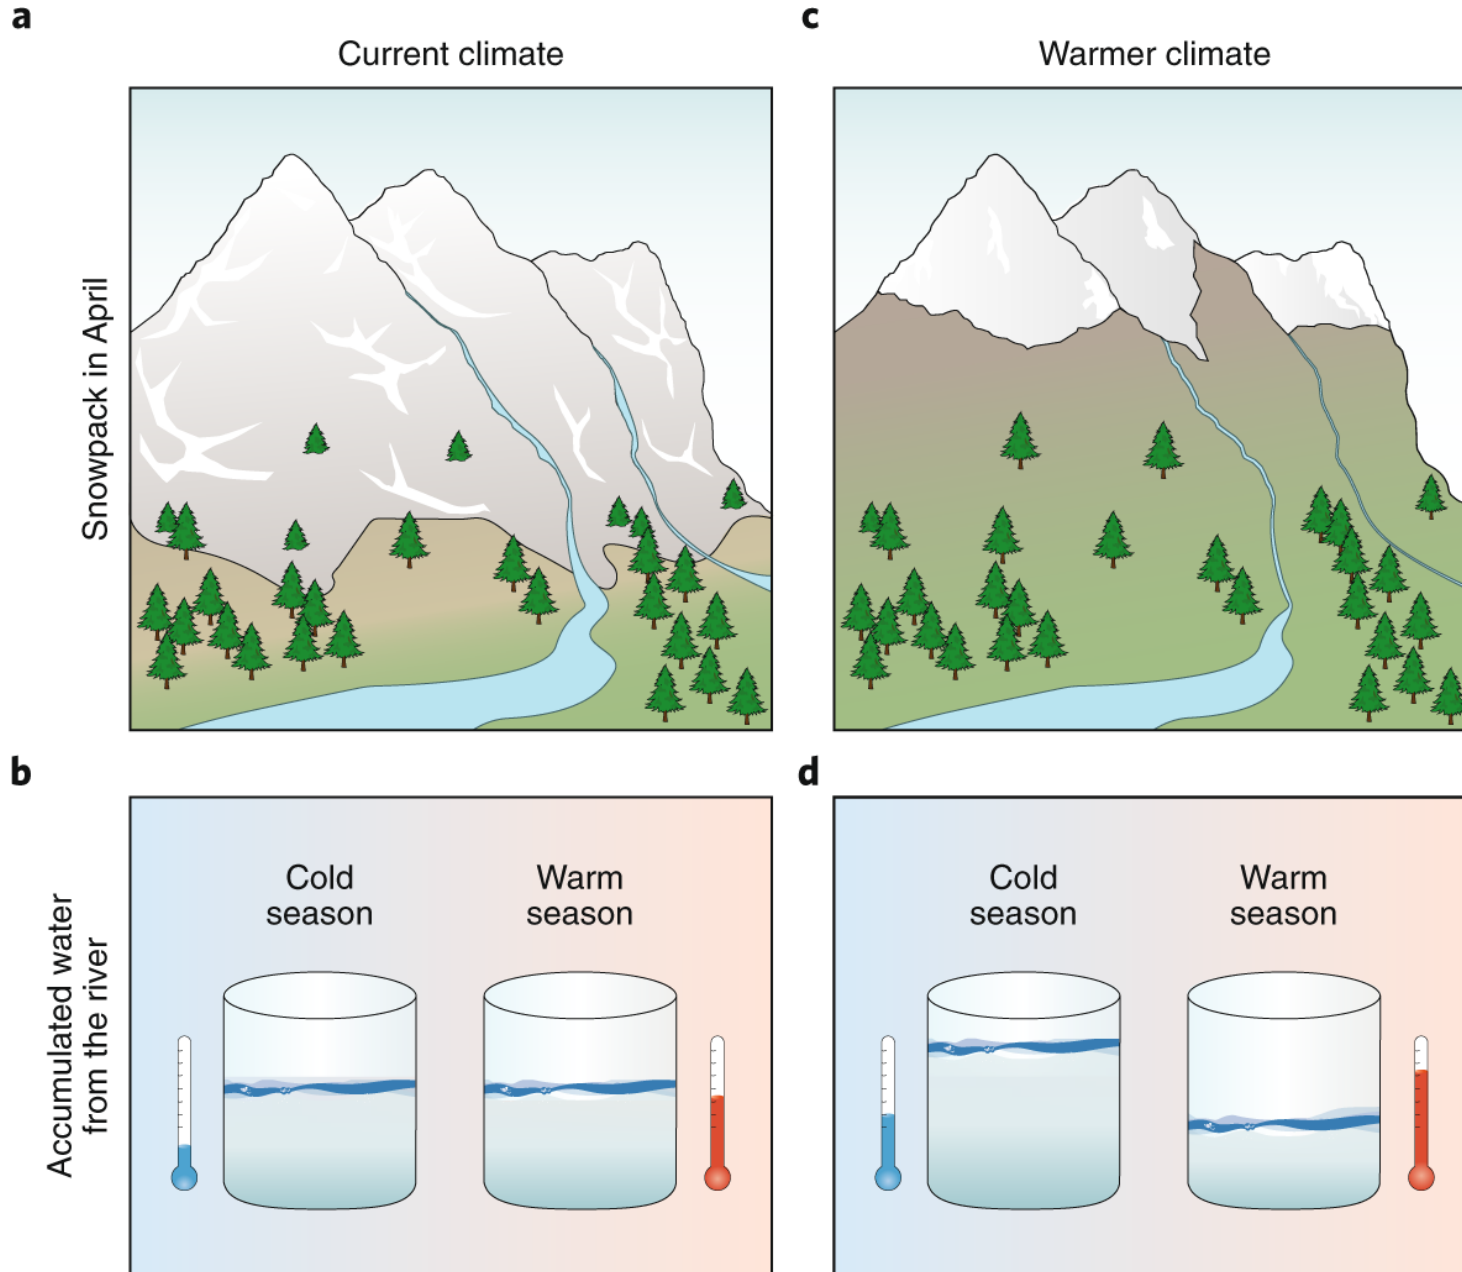 a
Current climate
Snowpack in April
c
Warmer climate
b
Accumulated water
from the river
Cold
season
Warm
season
d
Cold
season
Warm
season